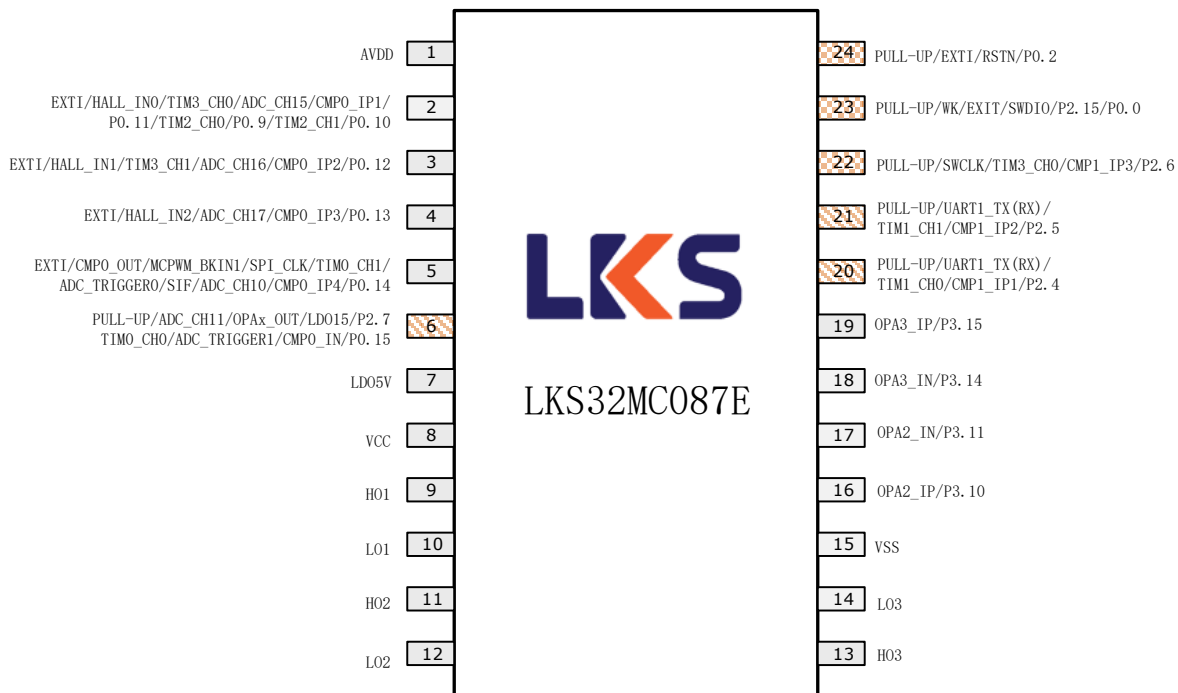 AVDD 1
EXTI/HALL_IN0/TIM3_CH0/ADC_CH15/CMP0_IP1/
P0.11/TIM2_CH0/P0.9/TIM2_CH1/P0.10
2
EXTI/HALL_IN1/TIM3_CH1/ADC_CH16/CMP0_IP2/P0.12 3
EXTI/HALL_IN2/ADC_CH17/CMP0_IP3/P0.13 4
EXTI/CMP0_OUT/MCPWM_BKIN1/SPI_CLK/TIM0_CH1/
ADC_TRIGGER0/SIF/ADC_CH10/CMP0_IP4/P0.14
5
PULL-UP/ADC_CH11/OPAx_OUT/LDO15/P2.7
TIM0_CH0/ADC_TRIGGER1/CMP0_IN/P0.15
6
LDO5V 7
VCC 8
HO1 9
LO1 10
HO2 11
LO2 12
LKS
LKS32MC087E
24 PULL-UP/EXTI/RSTN/P0.2
23 PULL-UP/WK/EXIT/SWDIO/P2.15/P0.0
22 PULL-UP/SWCLK/TIM3_CH0/CMP1_IP3/P2.6
21
PULL-UP/UART1_TX(RX)/
TIM1_CH1/CMP1_IP2/P2.5
20
PULL-UP/UART1_TX(RX)/
TIM1_CH0/CMP1_IP1/P2.4
19 OPA3_IP/P3.15
18 OPA3_IN/P3.14
17 OPA2_IN/P3.11
16 OPA2_IP/P3.10
15 VSS
14 LO3
13 HO3